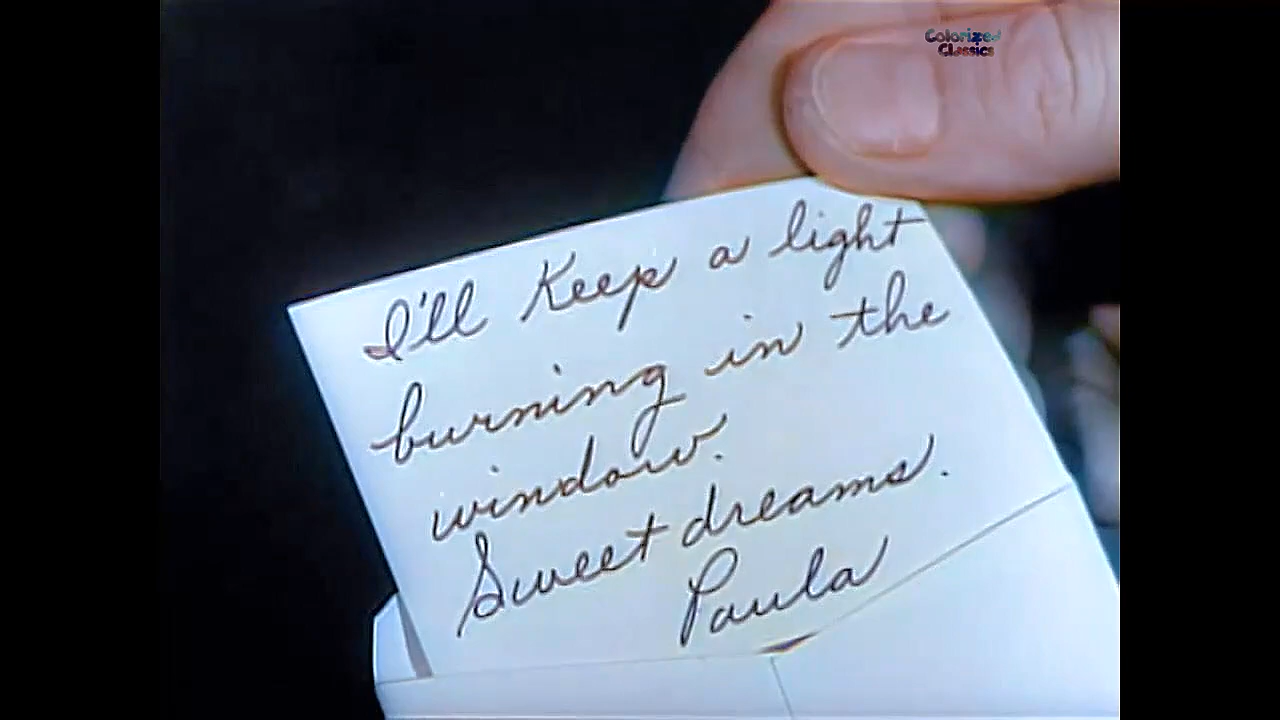 Colorized
Classics
I'll Keep a light
burning in the
window.
Sweet dreams.
Paula